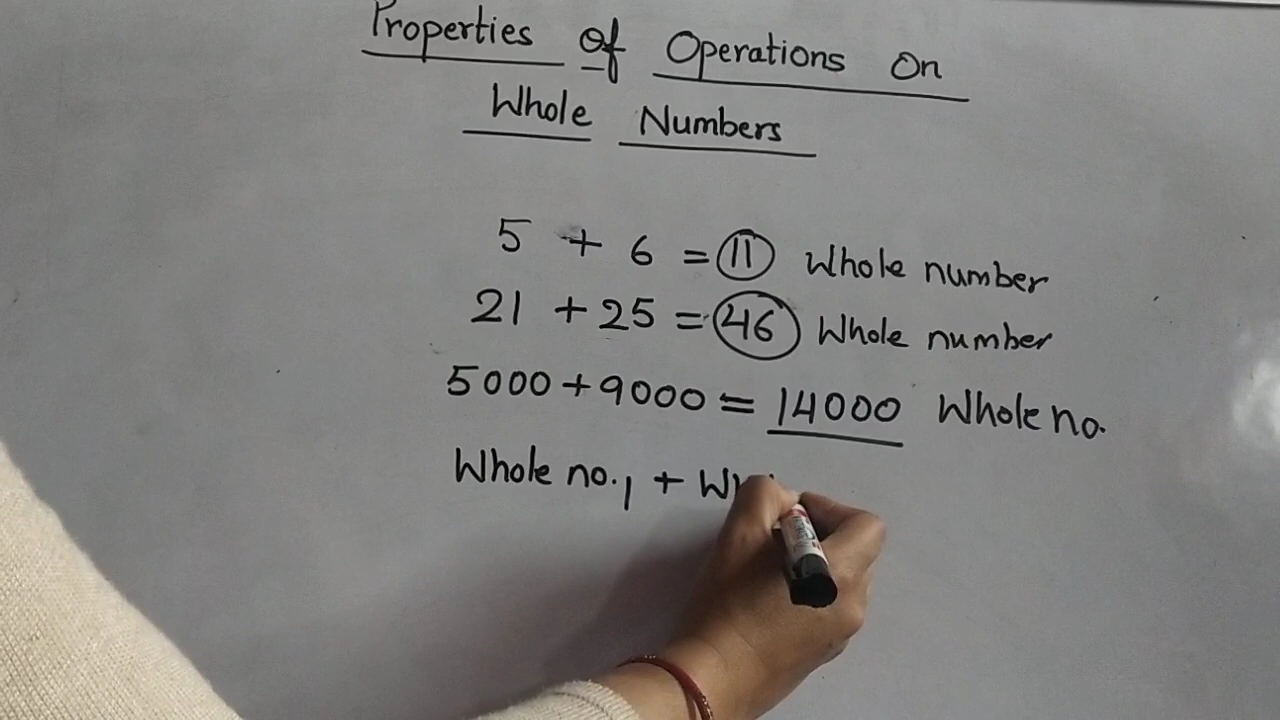 Properties Of Operations On
Whole Numbers
5 + 6 = 11 Whole number
21 + 25 = 46 Whole number
5000 + 9000 = 14000 Whole no.
Whole no.1 +